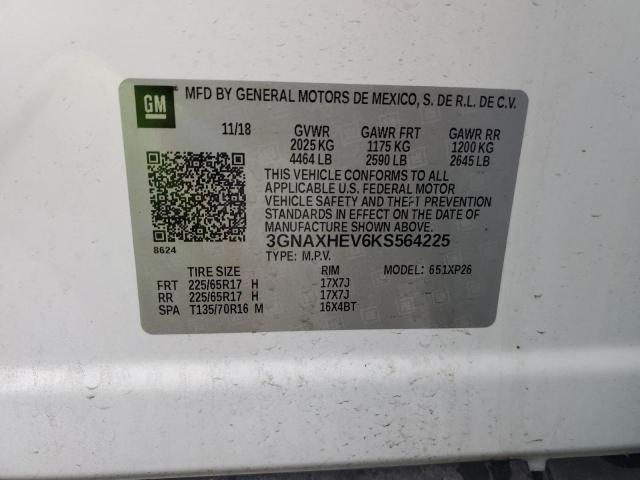 GM
MFD BY GENERAL MOTORS DE MEXICO, S. DE R.L. DE C.V.
11/18 GVWR GAWR FRT GAWR RR
2025 KG 1175 KG 1200 KG
4464 LB 2590 LB 2645 LB
THIS VEHICLE CONFORMS TO ALL
APPLICABLE U.S. FEDERAL MOTOR
VEHICLE SAFETY AND THEFT PREVENTION
STANDARDS IN EFFECT ON THE DATE
OF MANUFACTURE SHOWN ABOVE.
8624 3GNAXHEV6KS564225
TYPE: M.P.V.
TIRE SIZE RIM MODEL: 651XP26
FRT 225/65R17 H 17X7J
RR 225/65R17 H 17X7J
SPA T135/70R16 M 16X4BT